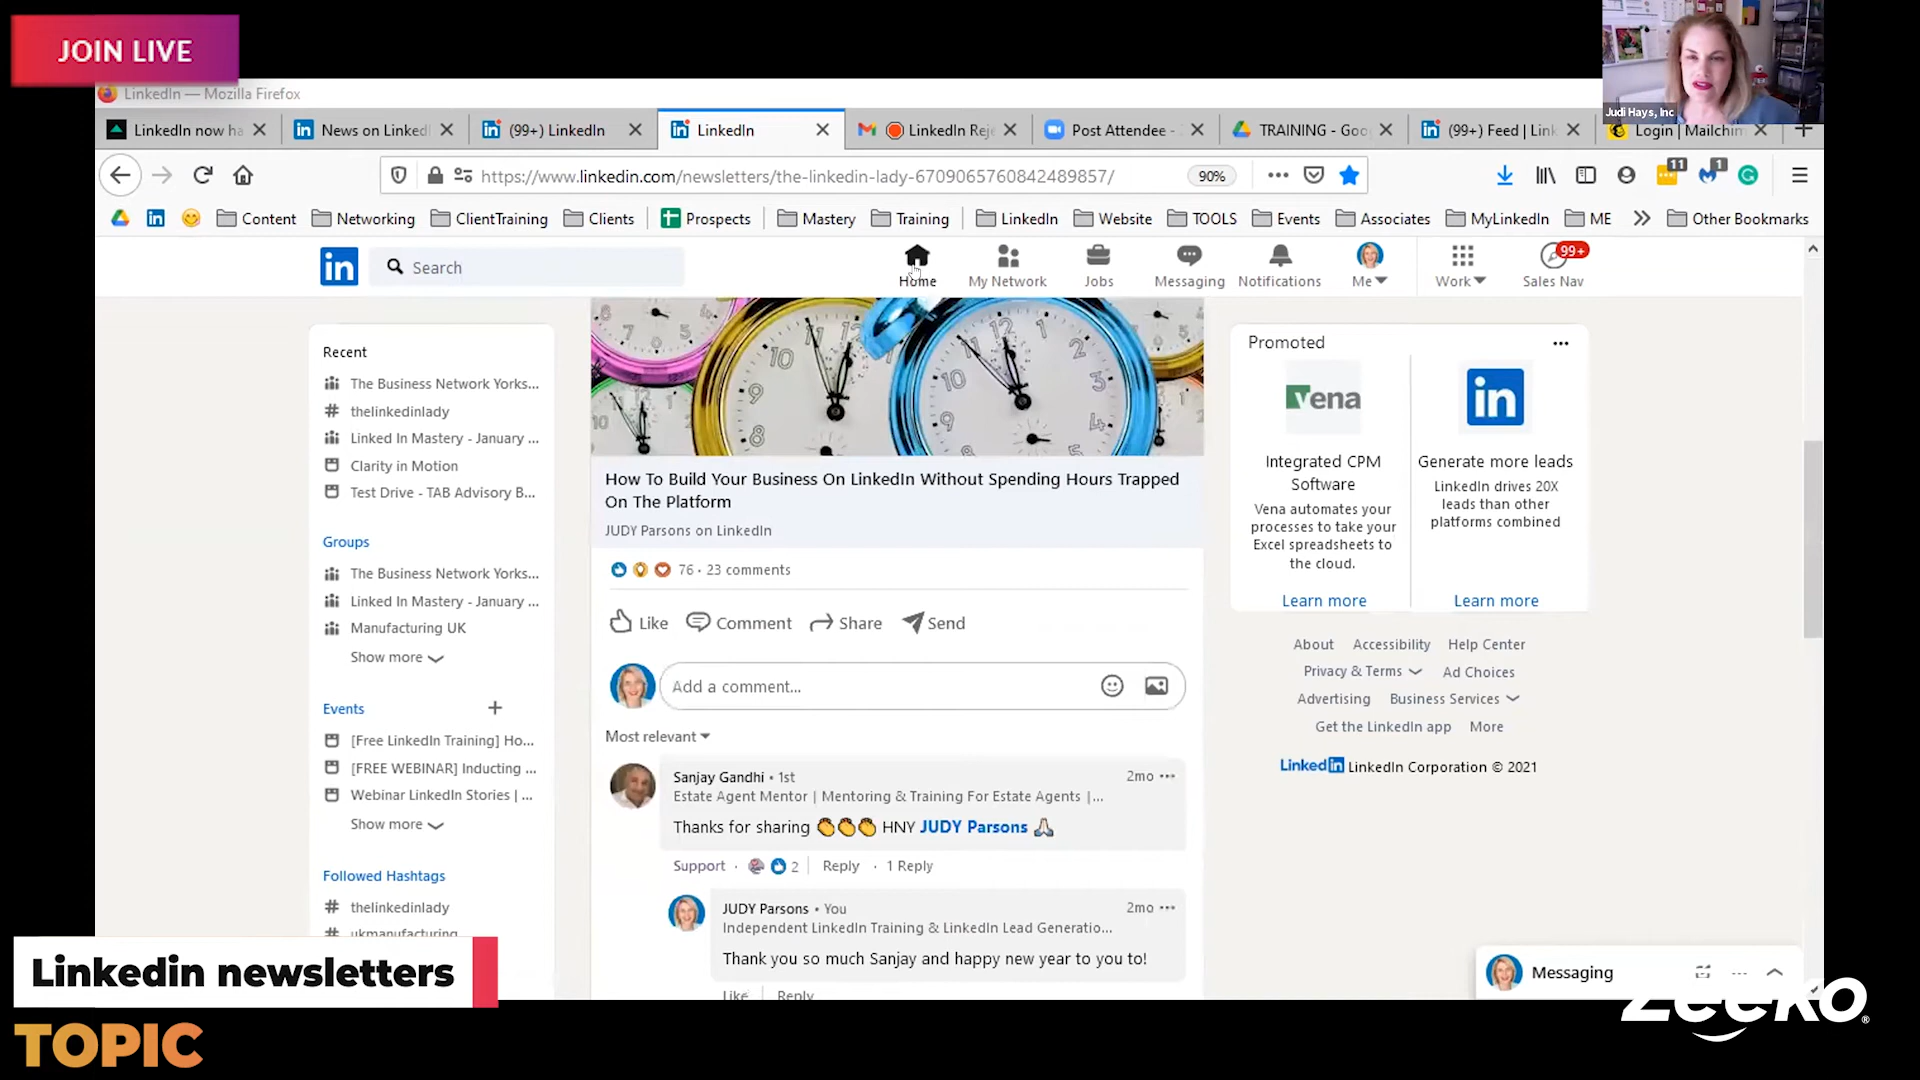 JOIN LIVE
LinkedIn — Mozilla Firefox
Judi Hays, Inc
LinkedIn now ha
News on Linked
(99+) LinkedIn
LinkedIn
LinkedIn Rej
Post Attendee -
TRAINING - Goo
(99+) Feed | Link
Login | Mailchim
https://www.linkedin.com/newsletters/the-linkedin-lady-6709065760842489857/
90%
11
1
Content
Networking
ClientTraining
Clients
Prospects
Mastery
Training
LinkedIn
Website
TOOLS
Events
Associates
MyLinkedIn
ME
Other Bookmarks
in
Search
Home
My Network
Jobs
Messaging
Notifications
Me
Work
99+
Sales Nav
Recent
The Business Network Yorks...
# thelinkedinlady
Linked In Mastery - January ...
Clarity in Motion
Test Drive - TAB Advisory B...
Groups
The Business Network Yorks...
Linked In Mastery - January ...
Manufacturing UK
Show more
Events
+
[Free LinkedIn Training] Ho...
[FREE WEBINAR] Inducting ...
Webinar LinkedIn Stories | ...
Show more
Followed Hashtags
# thelinkedinlady
# ukmanufacturing
How To Build Your Business On LinkedIn Without Spending Hours Trapped
On The Platform
JUDY Parsons on LinkedIn
76 · 23 comments
Like
Comment
Share
Send
Add a comment...
Most relevant
Sanjay Gandhi • 1st
2mo
Estate Agent Mentor | Mentoring & Training For Estate Agents |...
Thanks for sharing 👏👏👏 HNY JUDY Parsons 🙏
Support · 2 | Reply · 1 Reply
JUDY Parsons • You
2mo
Independent LinkedIn Training & LinkedIn Lead Generatio...
Thank you so much Sanjay and happy new year to you to!
Like | Reply
Promoted
Vena
Integrated CPM
Software
Vena automates your
processes to take your
Excel spreadsheets to
the cloud.
Learn more
in
Generate more leads
LinkedIn drives 20X
leads than other
platforms combined
Learn more
About Accessibility Help Center
Privacy & Terms Ad Choices
Advertising Business Services
Get the LinkedIn app More
LinkedIn LinkedIn Corporation © 2021
Messaging
Linkedin newsletters
TOPIC
zeeko®